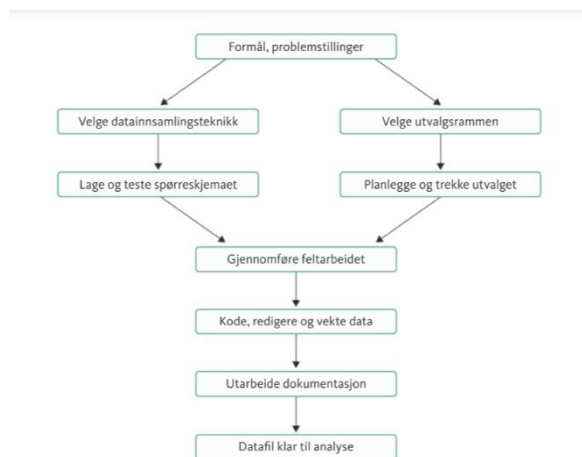 Formål, problemstillinger
Velge datainnsamlingsteknikk
Velge utvalgsrammen
Lage og teste spørreskjemaet
Planlegge og trekke utvalget
Gjennomføre feltarbeidet
Kode, redigere og vekte data
Utarbeide dokumentasjon
Datafil klar til analyse